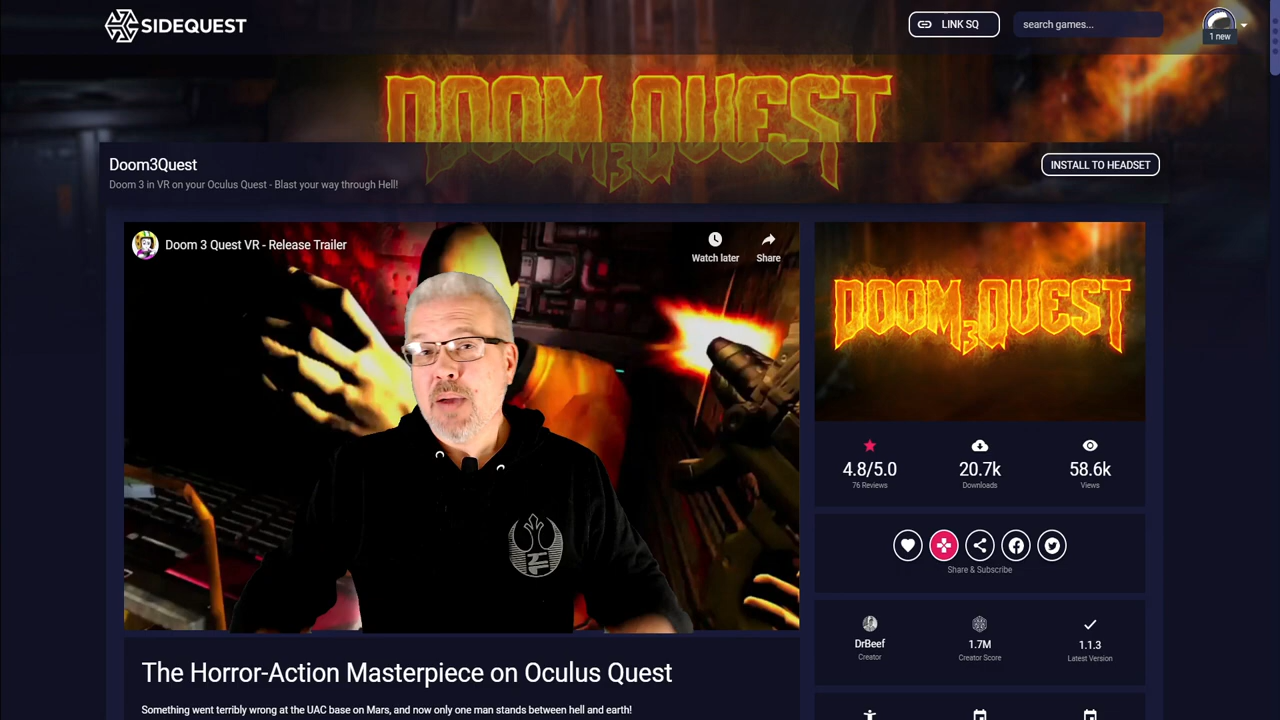 SIDEQUEST
LINK SQ
search games...
1 new
DOOM QUEST
3
Doom3Quest
Doom 3 in VR on your Oculus Quest - Blast your way through Hell!
INSTALL TO HEADSET
Doom 3 Quest VR - Release Trailer
Watch later
Share
DOOM3QUEST
4.8/5.0
76 Reviews
20.7k
Downloads
58.6k
Views
Share & Subscribe
DrBeef
Creator
1.7M
Creator Score
1.1.3
Latest Version
The Horror-Action Masterpiece on Oculus Quest
Something went terribly wrong at the UAC base on Mars, and now only one man stands between hell and earth!